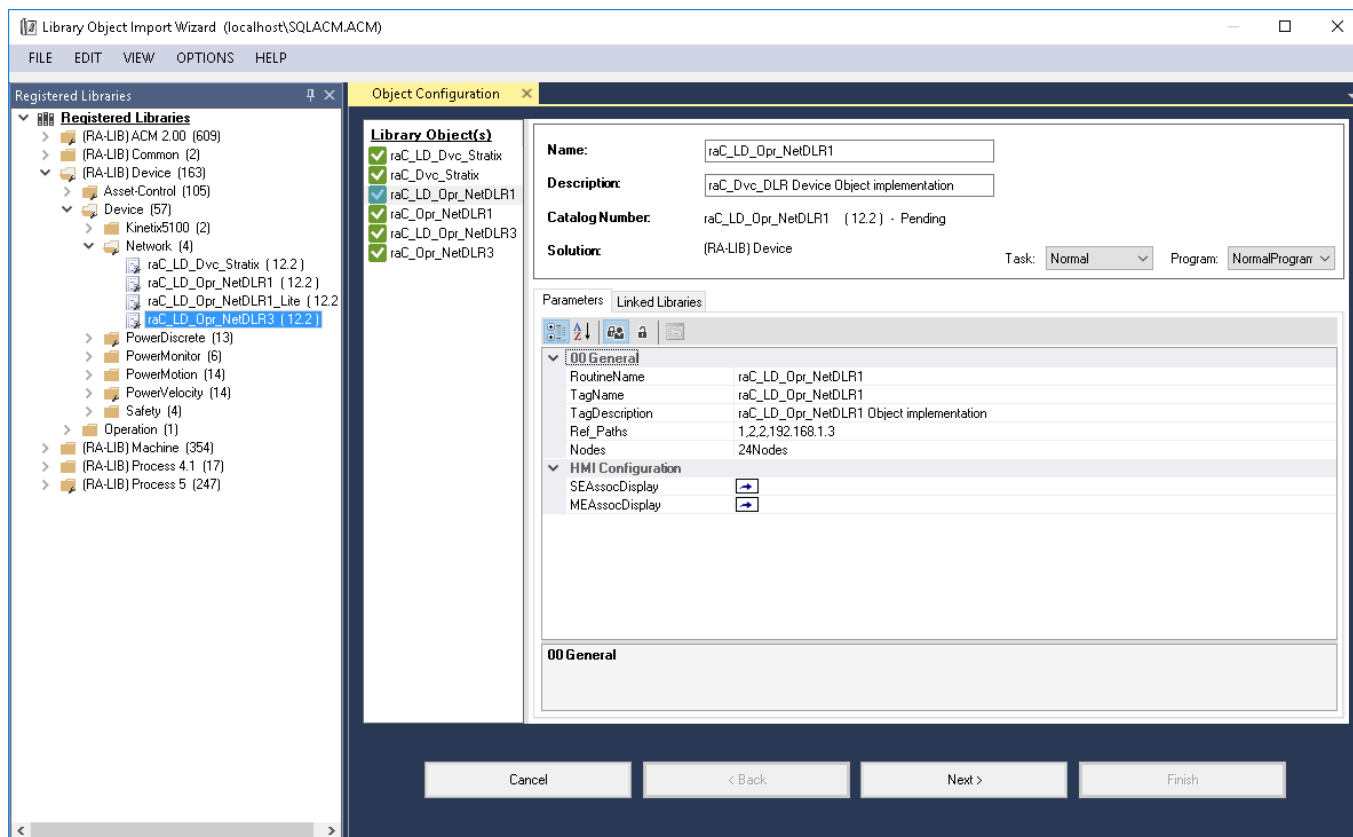 Library Object Import Wizard (localhost\SQLACM.ACM)
FILE EDIT VIEW OPTIONS HELP
Registered Libraries
Registered Libraries
(RA-LIB) ACM 2.00 (609)
(RA-LIB) Common (2)
(RA-LIB) Device (163)
Asset-Control (105)
Device (57)
Kinetix5100 (2)
Network (4)
raC_LD_Dvc_Stratix (12.2)
raC_LD_Opr_NetDLR1 (12.2)
raC_LD_Opr_NetDLR1_Lite (12.2
raC_LD_Opr_NetDLR3 (12.2)
PowerDiscrete (13)
PowerMonitor (6)
PowerMotion (14)
PowerVelocity (14)
Safety (4)
Operation (1)
(RA-LIB) Machine (354)
(RA-LIB) Process 4.1 (17)
(RA-LIB) Process 5 (247)
Object Configuration
Library Object(s)
raC_LD_Dvc_Stratix
raC_Dvc_Stratix
raC_LD_Opr_NetDLR1
raC_Opr_NetDLR1
raC_LD_Opr_NetDLR3
raC_Opr_NetDLR3
Name: raC_LD_Opr_NetDLR1
Description: raC_Dvc_DLR Device Object implementation
Catalog Number: raC_LD_Opr_NetDLR1 (12.2) - Pending
Solution: (RA-LIB) Device
Task: Normal Program: NormalProgram
Parameters Linked Libraries
00 General
RoutineName raC_LD_Opr_NetDLR1
TagName raC_LD_Opr_NetDLR1
TagDescription raC_LD_Opr_NetDLR1 Object implementation
Ref_Paths 1,2,2,192.168.1.3
Nodes 24Nodes
HMI Configuration
SEAssocDisplay
MEAssocDisplay
00 General
Cancel < Back Next > Finish